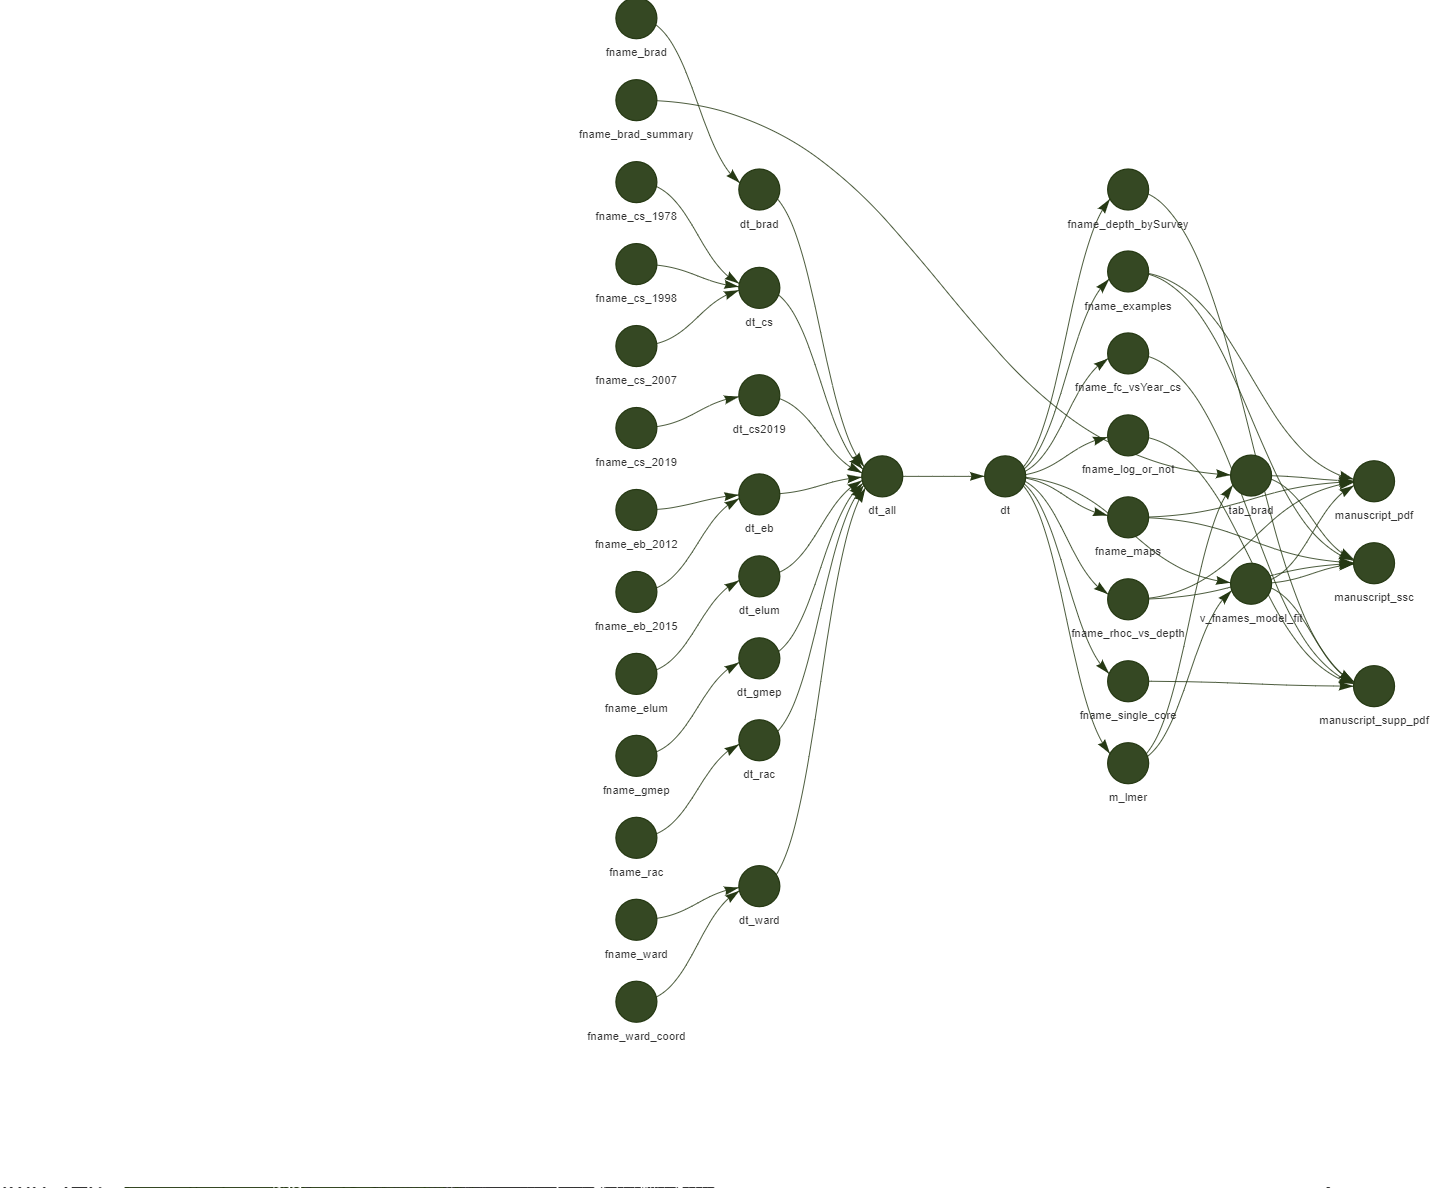 fname_brad
fname_brad_summary
fname_cs_1978
fname_cs_1998
fname_cs_2007
fname_cs_2019
fname_eb_2012
fname_eb_2015
fname_elum
fname_gmep
fname_rac
fname_ward
fname_ward_coord
dt_brad
dt_cs
dt_cs2019
dt_eb
dt_elum
dt_gmep
dt_rac
dt_ward
dt_all
dt
fname_depth_bySurvey
fname_examples
fname_fc_vsYear_cs
fname_log_or_not
fname_maps
fname_rhoc_vs_depth
fname_single_core
m_lmer
tab_brad
v_fnames_model_fit
manuscript_pdf
manuscript_ssc
manuscript_supp_pdf